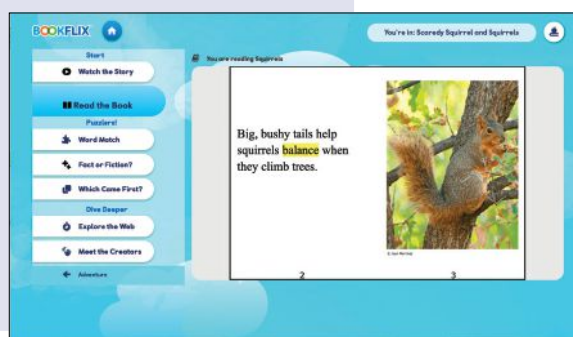 BOOKFLIX
You're in: Scaredy Squirrel and Squirrels
Start
Watch the Story
Read the Book
Puzzlers!
Word Match
Fact or Fiction?
Which Came First?
Dive Deeper
Explore the Web
Meet the Creators
Adventure
You are reading Squirrels
Big, bushy tails help
squirrels balance when
they climb trees.
2
3